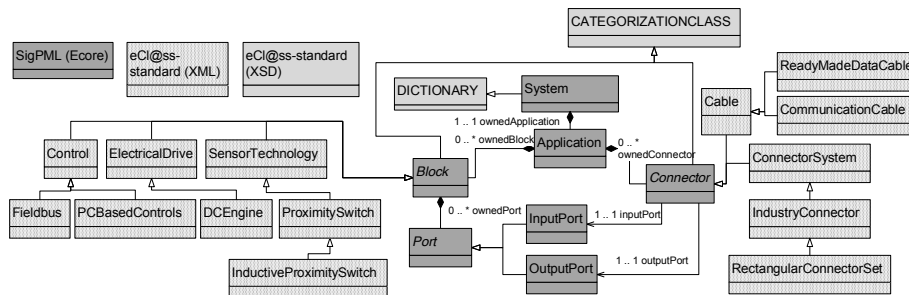 CATEGORIZATIONCLASS
SigPML (Ecore)
eCl@ss-
standard (XML)
eCl@ss-standard
(XSD)
DICTIONARY
System
ReadyMadeDataCable
Cable
CommunicationCable
1 .. 1 ownedApplication
0 .. * ownedBlock
Application
0 .. *
ownedConnector
Control
ElectricalDrive
SensorTechnology
Block
Connector
ConnectorSystem
Fieldbus
PCBasedControls
DCEngine
ProximitySwitch
0 .. * ownedPort
InputPort
1 .. 1 inputPort
IndustryConnector
Port
InductiveProximitySwitch
OutputPort
1 .. 1 outputPort
RectangularConnectorSet